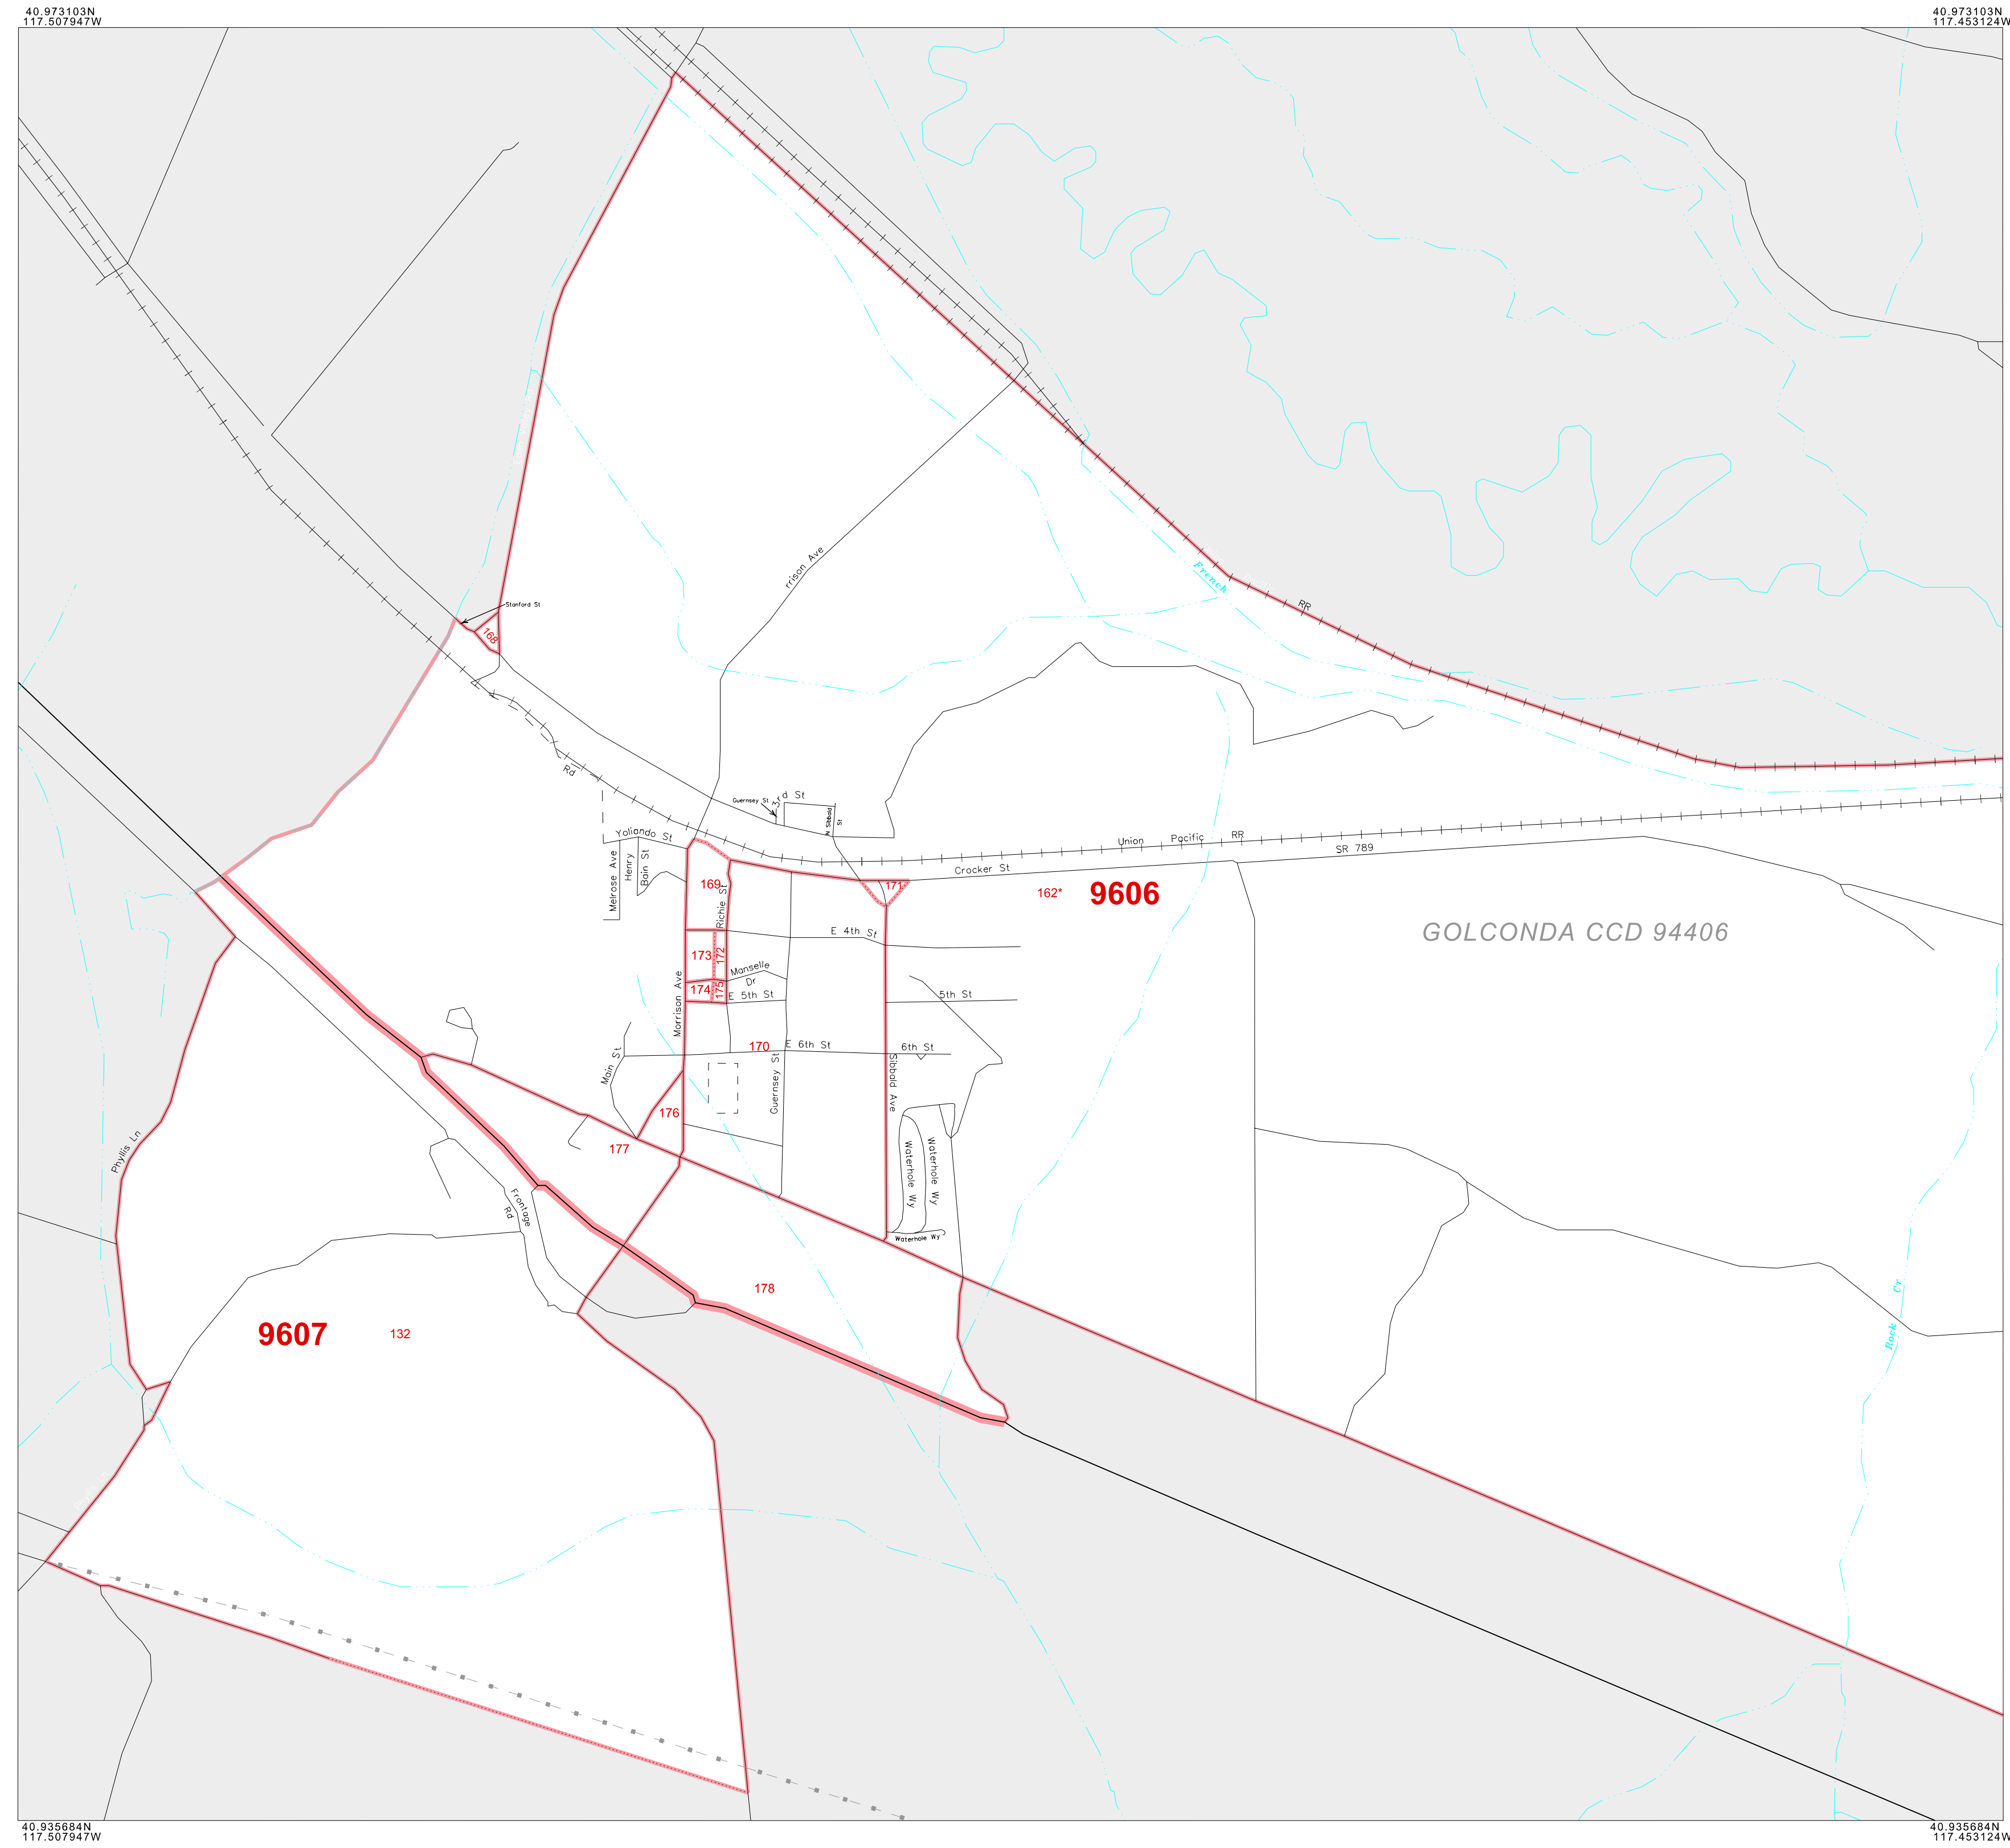 40.973103N
117.507947W
40.973103N
117.453124W
rrison Ave
French
RR
Stanford St
168
Rd
Guernsey St
3rd St
N Sibbald
St
Yoliando St
Union Pacific RR
SR 789
Crocker St
Melrose Ave
Henry
Bain St
169
171
162*
9606
GOLCONDA CCD 94406
Richie St
E 4th St
173
172
Manselle
Dr
174
175
E 5th St
5th St
Morrison Ave
170
E 6th St
6th St
Main St
Guernsey St
Sibbald Ave
176
177
Phyllis Ln
Waterhole Wy
Waterhole Wy
Waterhole Wy
Frontage
Rd
178
9607
132
Rock Cr
40.935684N
117.507947W
40.935684N
117.453124W